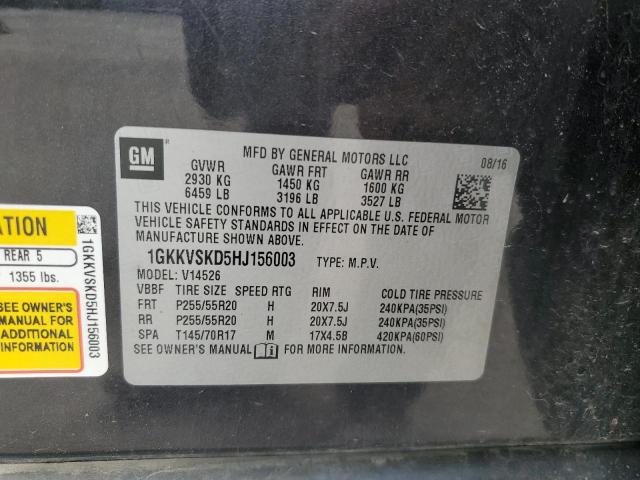 GM
MFD BY GENERAL MOTORS LLC 08/16
GVWR GAWR FRT GAWR RR
2930 KG 1450 KG 1600 KG
6459 LB 3196 LB 3527 LB
THIS VEHICLE CONFORMS TO ALL APPLICABLE U.S. FEDERAL MOTOR
VEHICLE SAFETY STANDARDS IN EFFECT ON THE DATE OF
MANUFACTURE SHOWN ABOVE.
1GKKVSKD5HJ156003 TYPE: M.P.V.
MODEL: V14526
VBBF TIRE SIZE SPEED RTG RIM COLD TIRE PRESSURE
FRT P255/55R20 H 20X7.5J 240KPA(35PSI)
RR P255/55R20 H 20X7.5J 240KPA(35PSI)
SPA T145/70R17 M 17X4.5B 420KPA(60PSI)
SEE OWNER'S MANUAL FOR MORE INFORMATION.
ATION
REAR 5
1355 lbs.
SEE OWNER'S
MANUAL FOR
ADDITIONAL
INFORMATION
1GKKVSKD5HJ156003